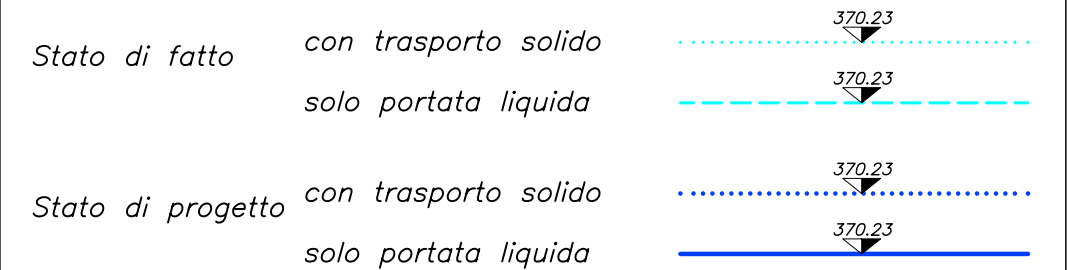 Stato di fatto
con trasporto solido
370.23
solo portata liquida
370.23
Stato di progetto
con trasporto solido
370.23
solo portata liquida
370.23